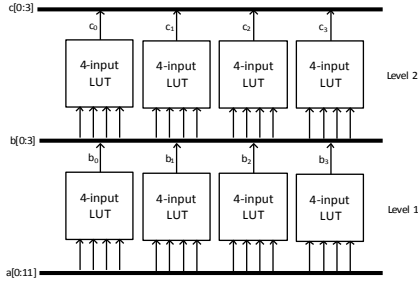 c[0:3]
c0 c1 c2 c3
4-input LUT 4-input LUT 4-input LUT 4-input LUT
Level 2
b[0:3]
b0 b1 b2 b3
4-input LUT 4-input LUT 4-input LUT 4-input LUT
Level 1
a[0:11]